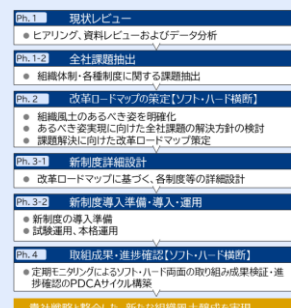 Ph. 1 現状レビュー
● ヒアリング、資料レビューおよびデータ分析
Ph. 1-2 全社課題抽出
● 組織体制・各種制度に関する課題抽出
Ph. 2 改革ロードマップの策定【ソフト・ハード横断】
● 組織風土のあるべき姿を明確化
● あるべき姿実現に向けた全社課題の解決方針の検討
● 課題解決に向けた改革ロードマップ策定
Ph. 3-1 新制度詳細設計
● 改革ロードマップに基づく、各制度等の詳細設計
Ph. 3-2 新制度導入準備・導入・運用
● 新制度の導入準備
● 試験運用、本格運用
Ph. 4 取組成果・進捗確認【ソフト・ハード横断】
● 定期モニタリングによるソフト・ハード両面の取り組み成果検証・進
捗確認のPDCAサイクル構築